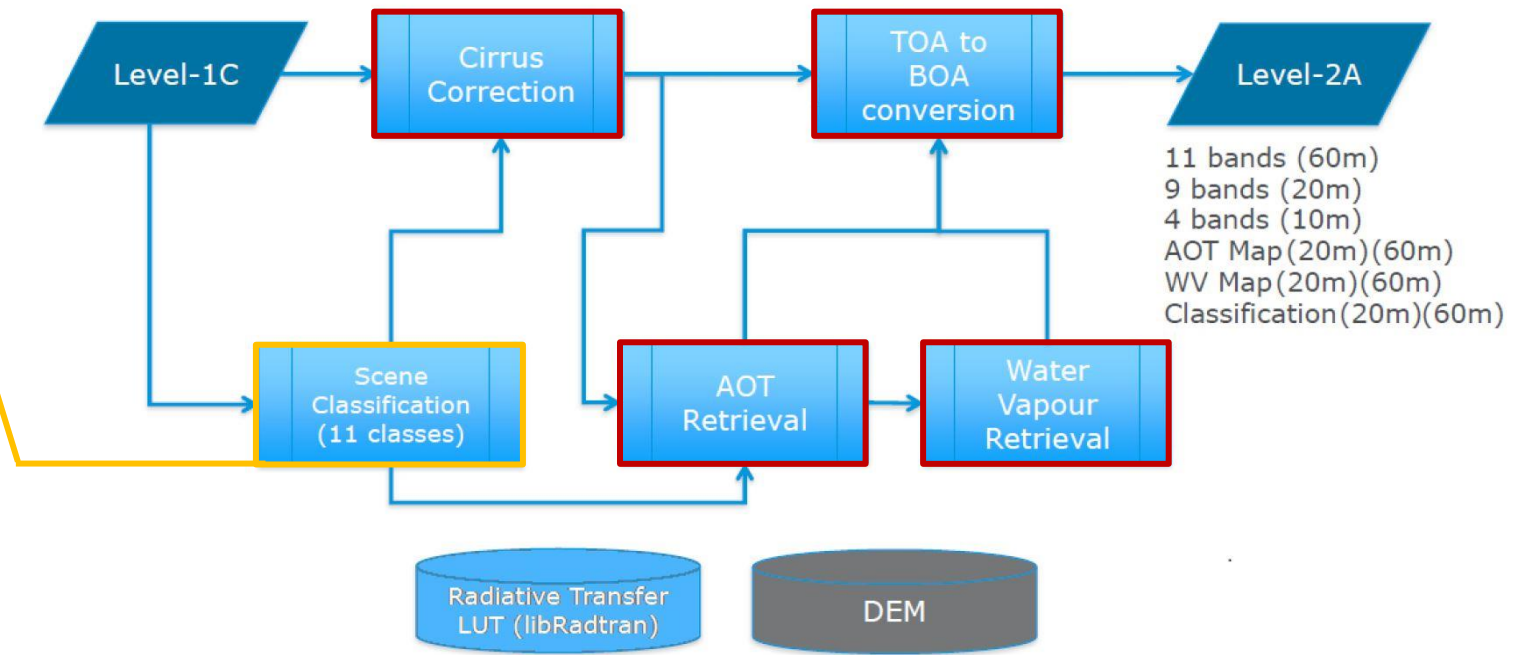 Level-1C
Cirrus
Correction
TOA to
BOA
conversion
Level-2A
11 bands (60m)
9 bands (20m)
4 bands (10m)
AOT Map(20m)(60m)
WV Map(20m)(60m)
Classification(20m)(60m)
Scene
Classification
(11 classes)
AOT
Retrieval
Water
Vapour
Retrieval
Radiative Transfer
LUT (libRadtran)
DEM